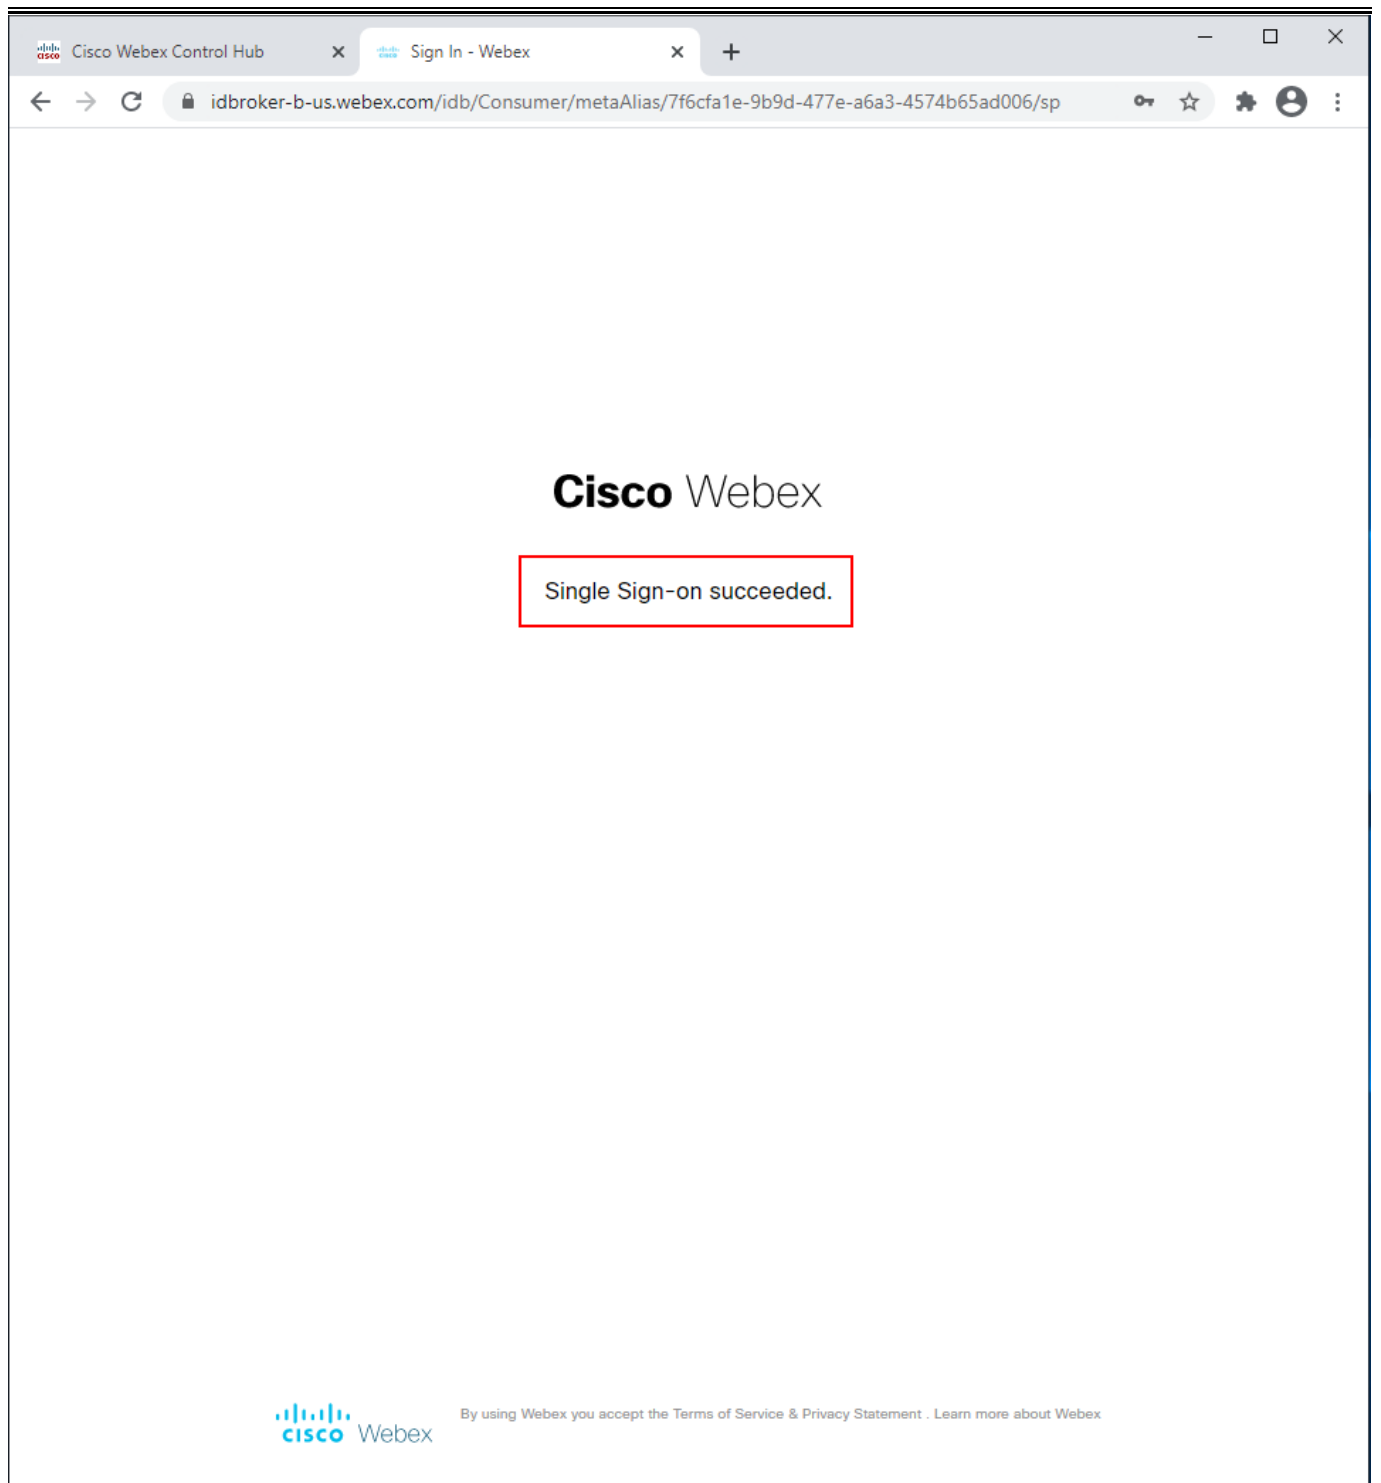 Cisco Webex Control Hub
Sign In - Webex
idbroker-b-us.webex.com/idb/Consumer/metaAlias/7f6cfa1e-9b9d-477e-a6a3-4574b65ad006/sp
Cisco Webex
Single Sign-on succeeded.
By using Webex you accept the Terms of Service & Privacy Statement . Learn more about Webex
CISCO Webex